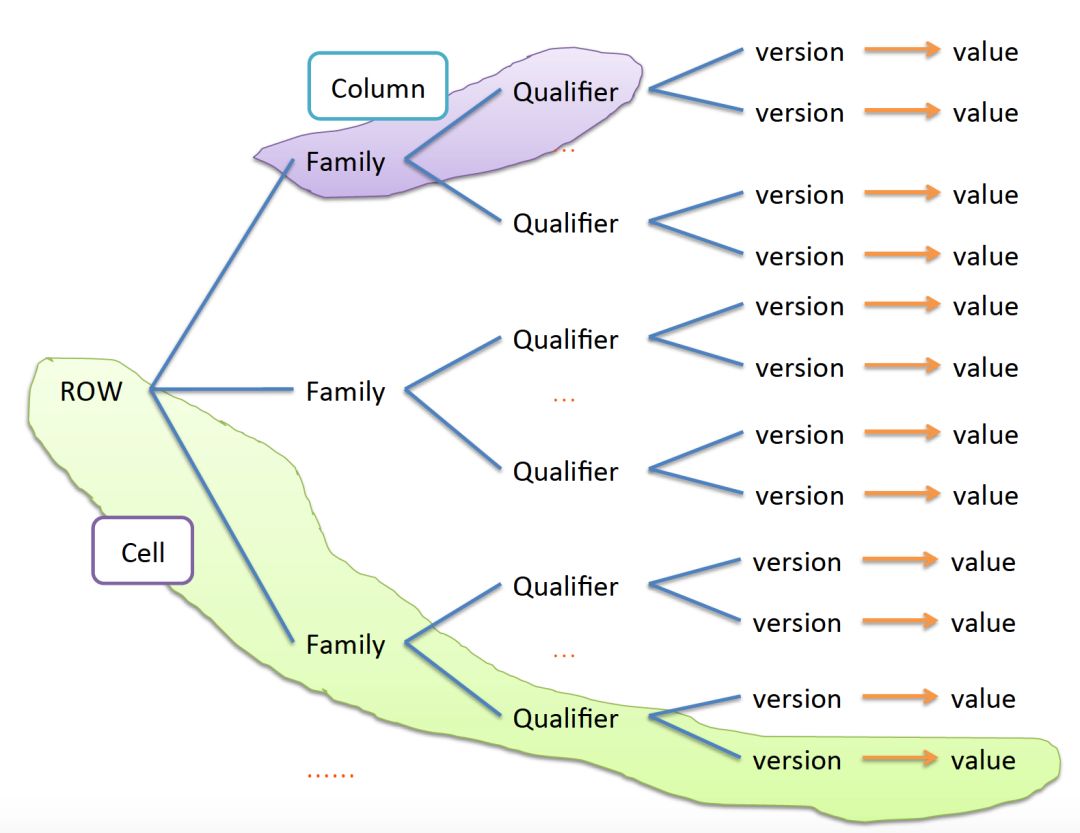 version → value
Column
Qualifier
version → value
...
Family
version → value
Qualifier
version → value
version → value
Qualifier
version → value
ROW
Family
...
version → value
Qualifier
version → value
Cell
version → value
Qualifier
version → value
Family
...
version → value
Qualifier
version → value
......